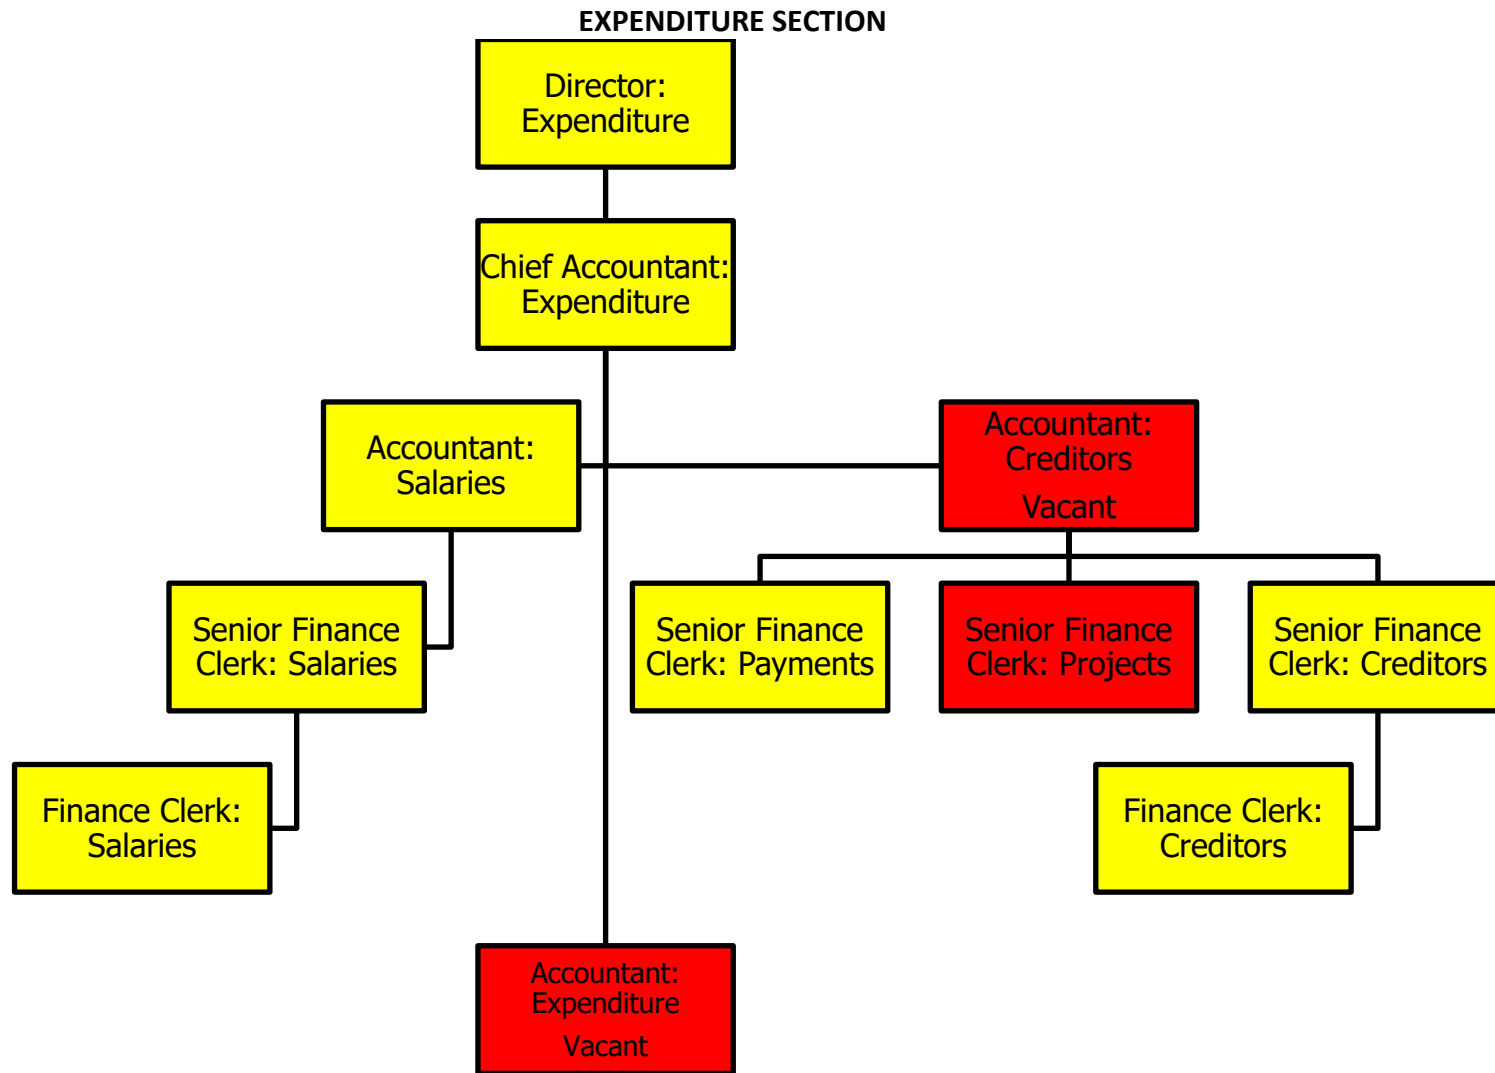 EXPENDITURE SECTION
Director:
Expenditure
Chief Accountant:
Expenditure
Accountant:
Salaries
Accountant:
Creditors
Vacant
Senior Finance
Clerk: Salaries
Senior Finance
Clerk: Payments
Senior Finance
Clerk: Projects
Senior Finance
Clerk: Creditors
Finance Clerk:
Salaries
Finance Clerk:
Creditors
Accountant:
Expenditure
Vacant